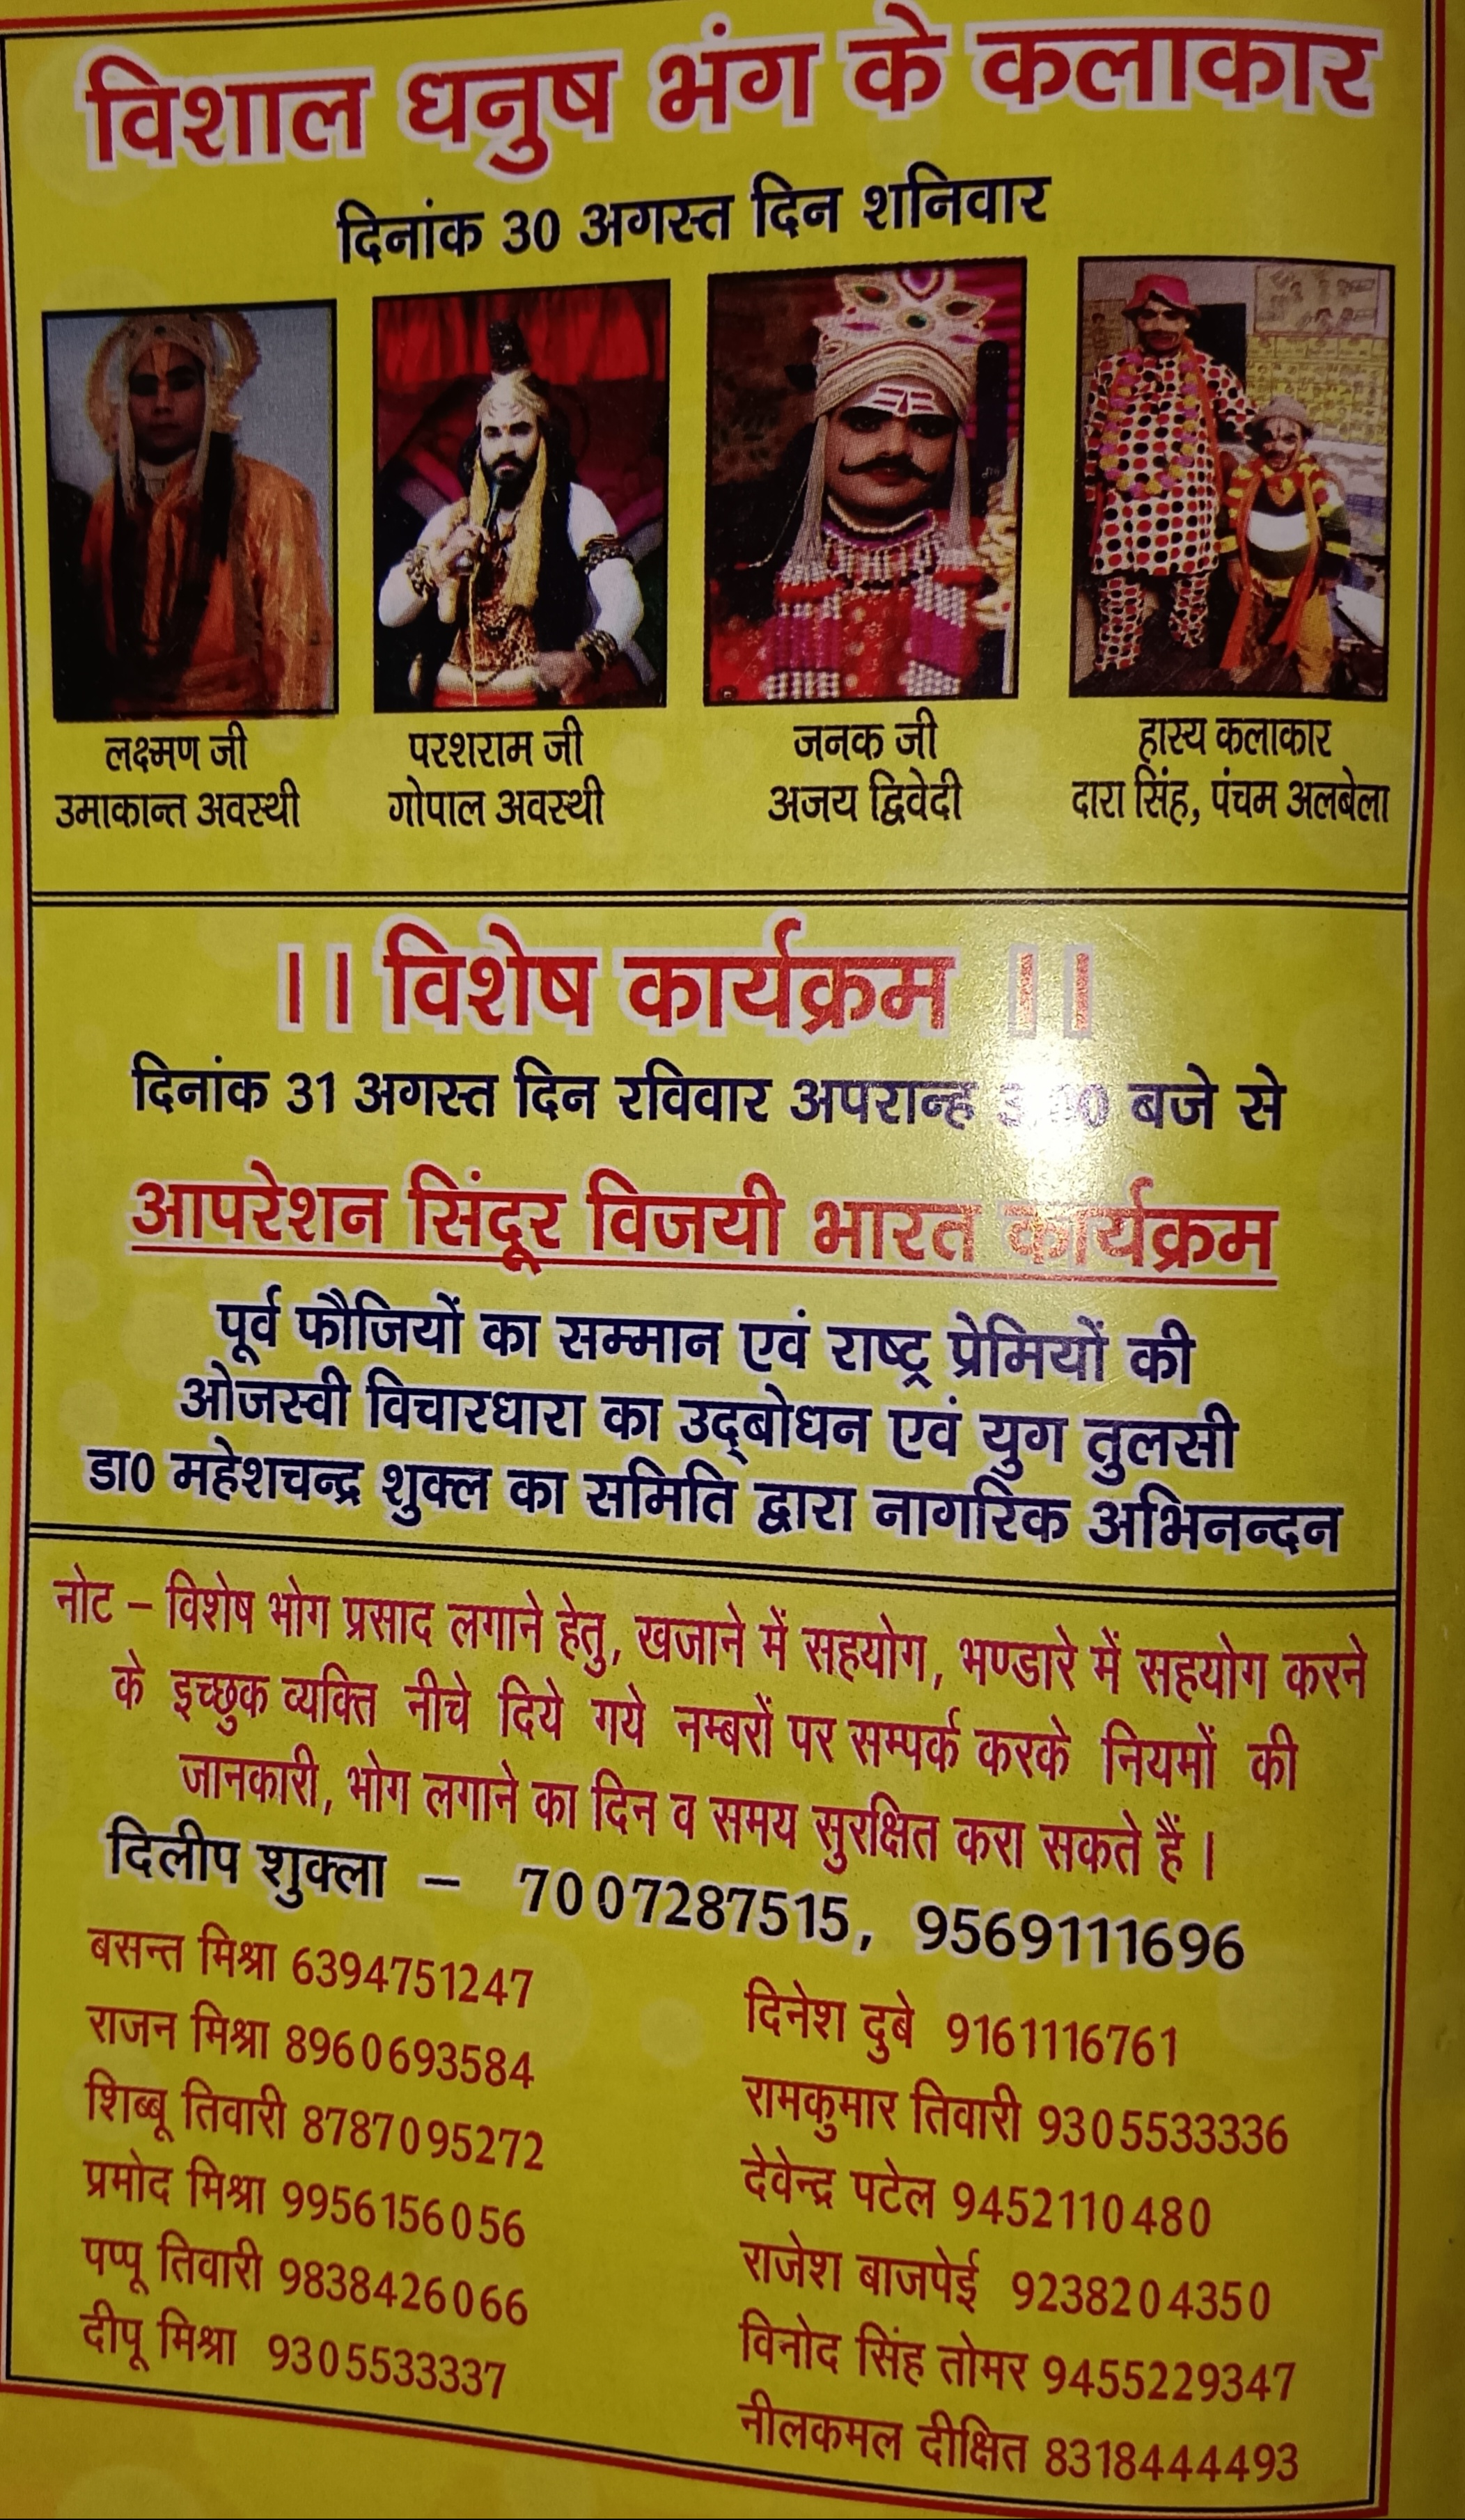 विशाल धनुष भंग के कलाकार
दिनांक 30 अगस्त दिन शनिवार
लक्ष्मण जी
उमाकान्त अवस्थी
परशराम जी
गोपाल अवस्थी
जनक जी
अजय द्विवेदी
हास्य कलाकार
दारा सिंह, पंचम अलबेला
।। विशेष कार्यक्रम ।।
दिनांक 31 अगस्त दिन रविवार अपरान्ह बजे से
आपरेशन सिंदूर विजयी भारत कार्यक्रम
पूर्व फौजियों का सम्मान एवं राष्ट्र प्रेमियों की
ओजस्वी विचारधारा का उद्बोधन एवं युग तुलसी
डा0 महेशचन्द्र शुक्ल का समिति द्वारा नागरिक अभिनन्दन
नोट – विशेष भोग प्रसाद लगाने हेतु, खजाने में सहयोग, भण्डारे में सहयोग करने
के इच्छुक व्यक्ति नीचे दिये गये नम्बरों पर सम्पर्क करके नियमों की
जानकारी, भोग लगाने का दिन व समय सुरक्षित करा सकते हैं ।
दिलीप शुक्ला – 7007287515, 9569111696
बसन्त मिश्रा 6394751247
राजन मिश्रा 8960693584
शिब्बू तिवारी 8787095272
प्रमोद मिश्रा 9956156056
पप्पू तिवारी 9838426066
दीपू मिश्रा 9305533337
दिनेश दुबे 9161116761
रामकुमार तिवारी 9305533336
देवेन्द्र पटेल 9452110480
राजेश बाजपेई 9238204350
विनोद सिंह तोमर 9455229347
नीलकमल दीक्षित 8318444493